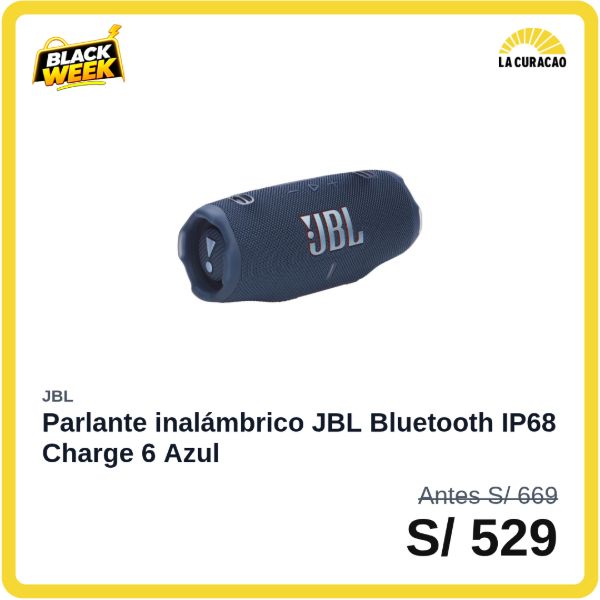 BLACK
WEEK
LA CURACAO
JBL
JBL
Parlante inalámbrico JBL Bluetooth IP68
Charge 6 Azul
Antes S/ 669
S/ 529